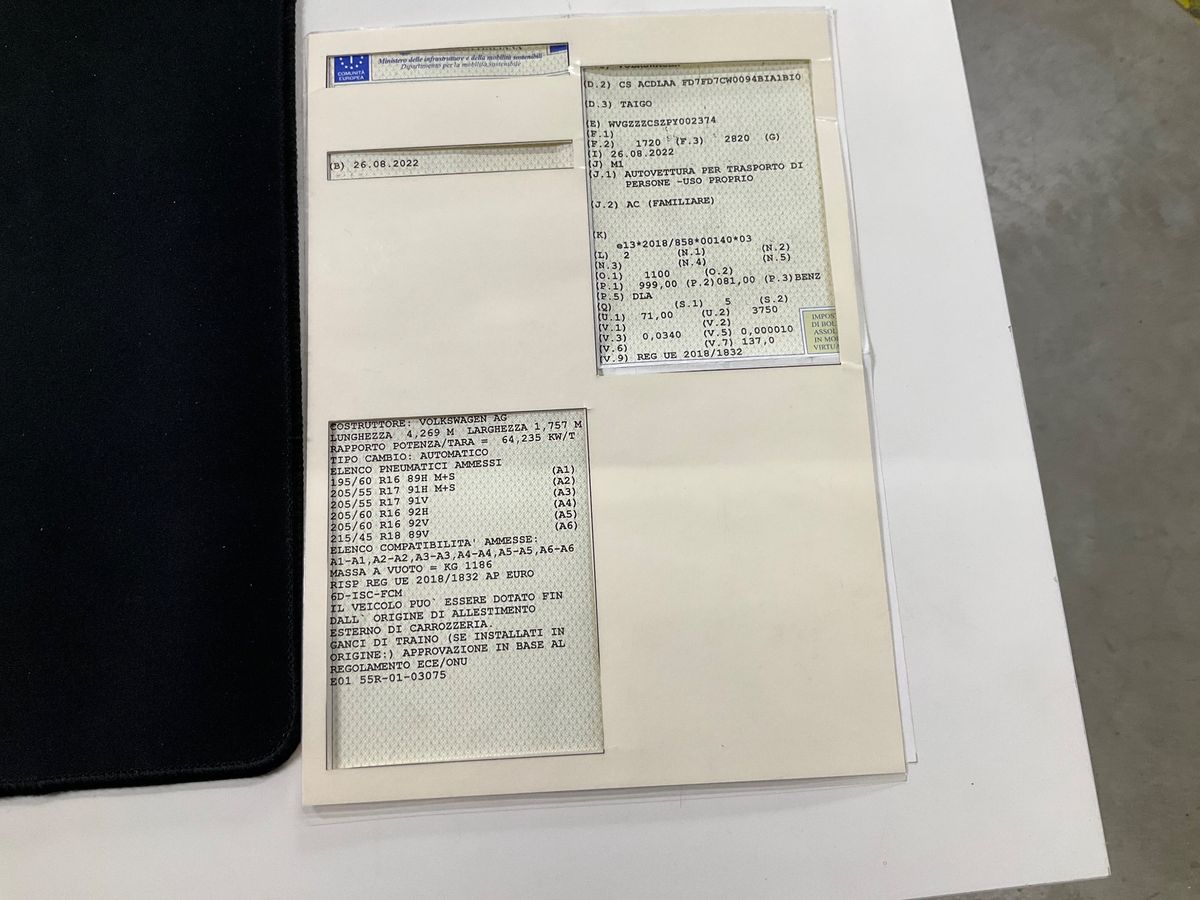 COMUNITÀ
EUROPEA
Ministero delle infrastrutture e della mobilità sostenibili
Dipartimento per la mobilità sostenibile
(B) 26.08.2022
(D.2) CS ACDLAA FD7FD7CW0094BIA1BI0
(D.3) TAIGO
(E) WVGZZZCSZPY002374
(F.1)
(F.2) 1720 (F.3) 2820 (G)
(I) 26.08.2022
(J) M1
(J.1) AUTOVETTURA PER TRASPORTO DI
PERSONE -USO PROPRIO
(J.2) AC (FAMILIARE)
(K)
e13*2018/858*00140*03
(L) 2 (N.1) (N.2)
(N.3) (N.4) (N.5)
(O.1) 1100 (O.2)
(P.1) 999,00 (P.2)081,00 (P.3)BENZ
(P.5) DLA
(Q) (S.1) 5 (S.2)
(U.1) 71,00 (U.2) 3750
(V.1) (V.2)
(V.3) 0,0340 (V.5) 0,000010
(V.6) (V.7) 137,0
(V.9) REG UE 2018/1832
IMPOS
DI BOL
ASSOL
IN MO
VIRTUA
COSTRUTTORE: VOLKSWAGEN AG
LUNGHEZZA 4,269 M LARGHEZZA 1,757 M
RAPPORTO POTENZA/TARA = 64,235 KW/T
TIPO CAMBIO: AUTOMATICO
ELENCO PNEUMATICI AMMESSI
195/60 R16 89H M+S (A1)
205/55 R17 91H M+S (A2)
205/55 R17 91V (A3)
205/60 R16 92H (A4)
205/60 R16 92V (A5)
215/45 R18 89V (A6)
ELENCO COMPATIBILITA' AMMESSE:
A1-A1,A2-A2,A3-A3,A4-A4,A5-A5,A6-A6
MASSA A VUOTO = KG 1186
RISP REG UE 2018/1832 AP EURO
6D-ISC-FCM
IL VEICOLO PUO` ESSERE DOTATO FIN
DALL` ORIGINE DI ALLESTIMENTO
ESTERNO DI CARROZZERIA.
GANCI DI TRAINO (SE INSTALLATI IN
ORIGINE:) APPROVAZIONE IN BASE AL
REGOLAMENTO ECE/ONU
E01 55R-01-03075